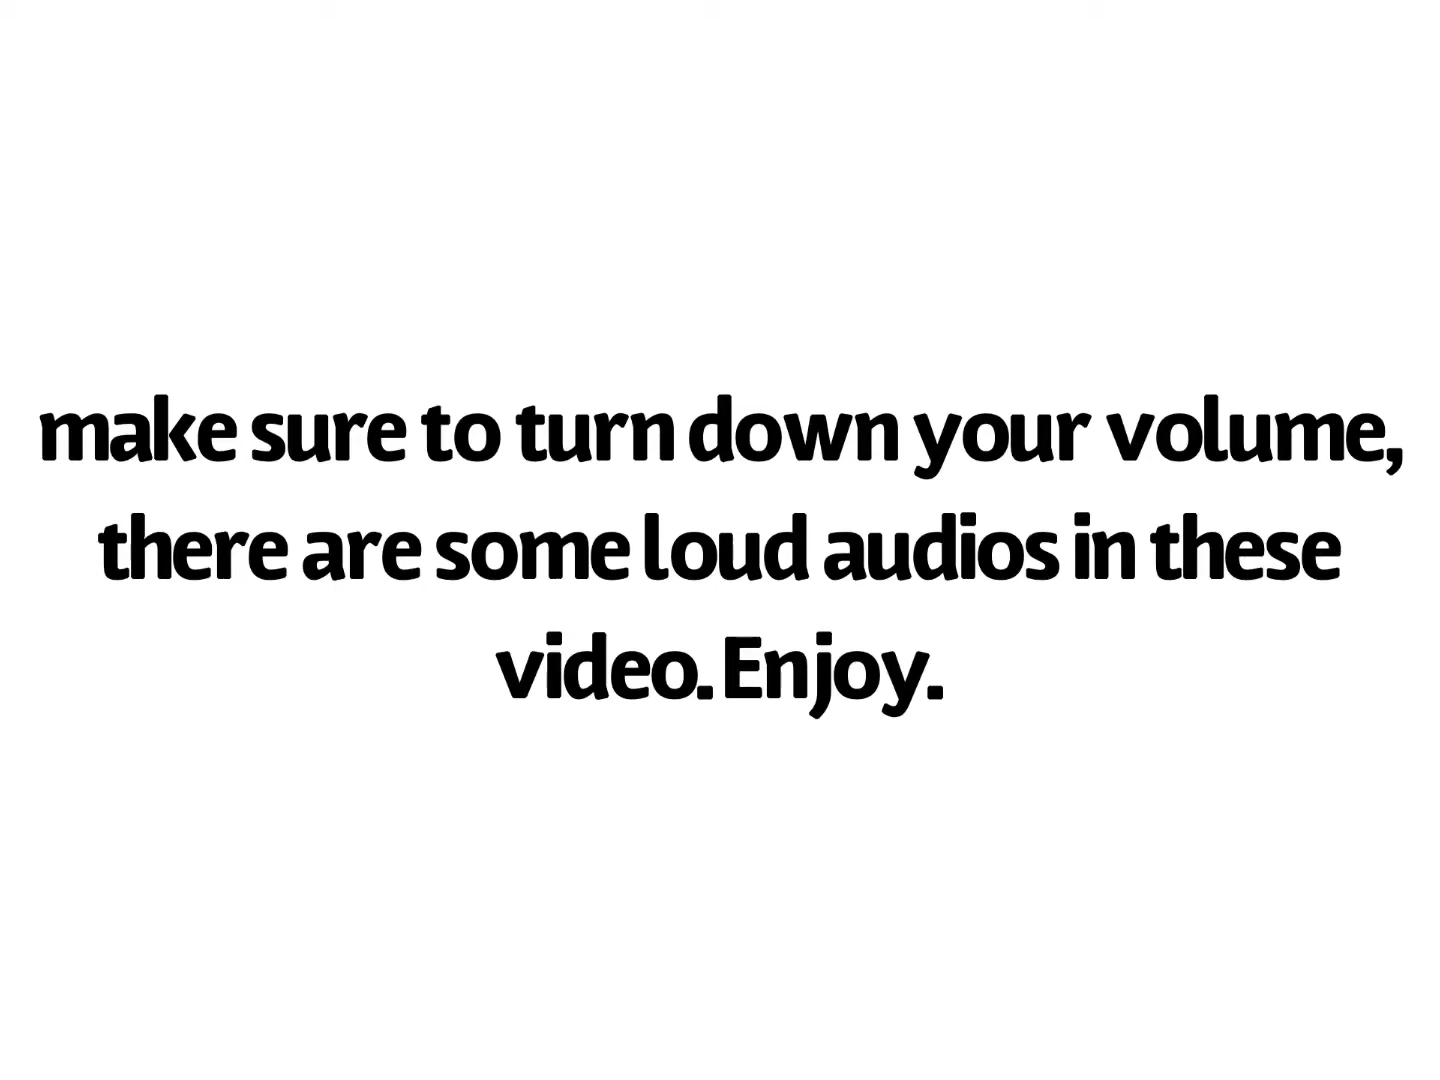 make sure to turn down your volume,
there are some loud audios in these
video. Enjoy.